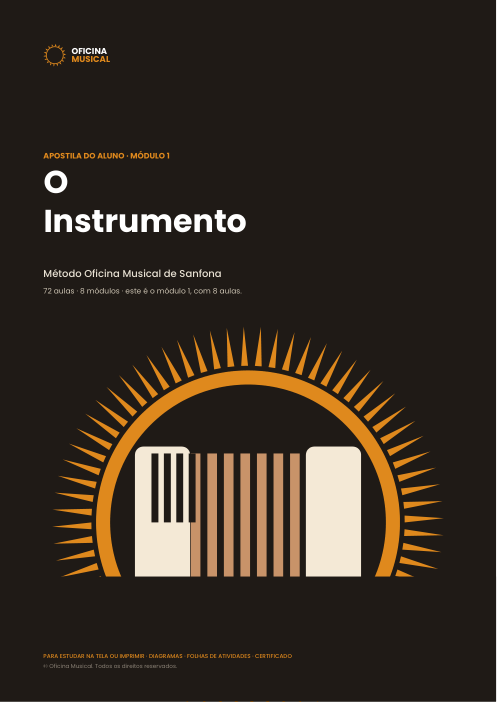 OFICINA
MUSICAL
APOSTILA DO ALUNO · MÓDULO 1
O
Instrumento
Método Oficina Musical de Sanfona
72 aulas · 8 módulos · este é o módulo 1, com 8 aulas.
PARA ESTUDAR NA TELA OU IMPRIMIR · DIAGRAMAS · FOLHAS DE ATIVIDADES · CERTIFICADO
© Oficina Musical. Todos os direitos reservados.